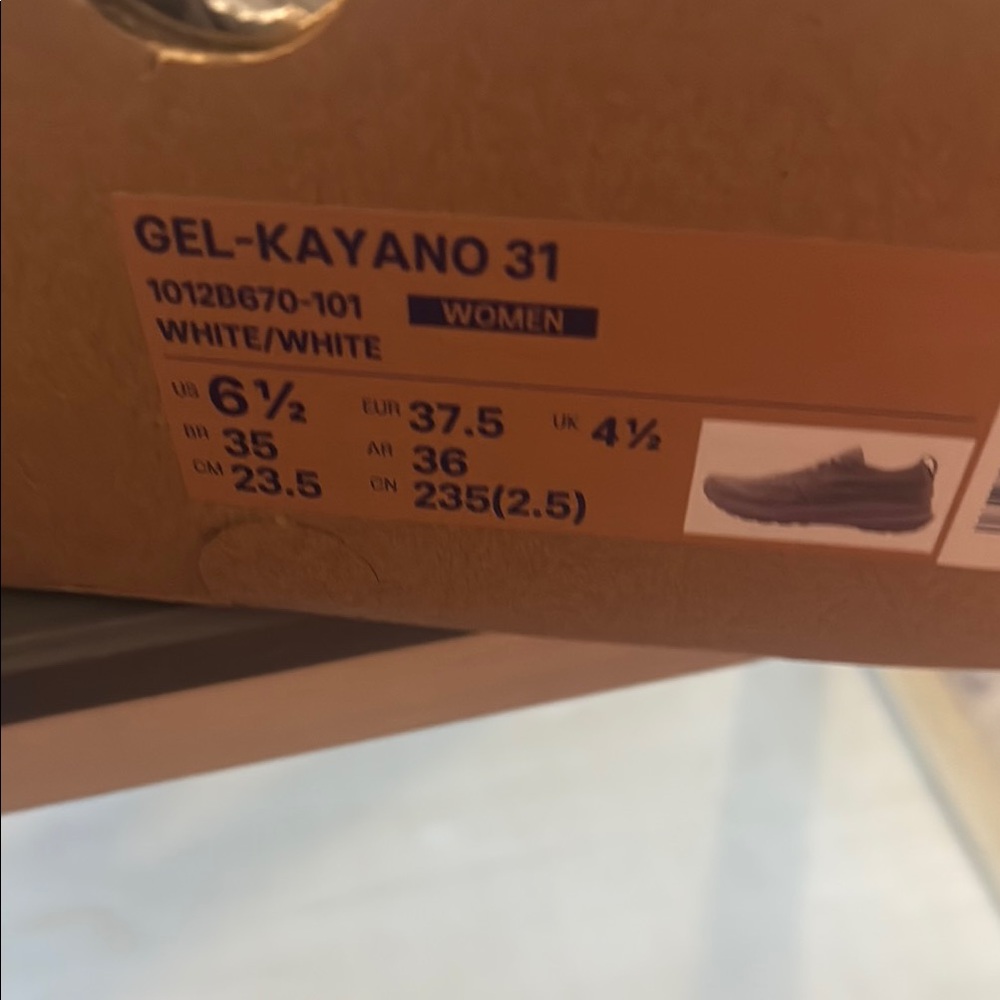 GEL-KAYANO 31
1012B670-101 WOMEN
WHITE/WHITE
US 6½ EUR 37.5 UK 4½
BR 35 AR 36
CM 23.5 CN 235(2.5)